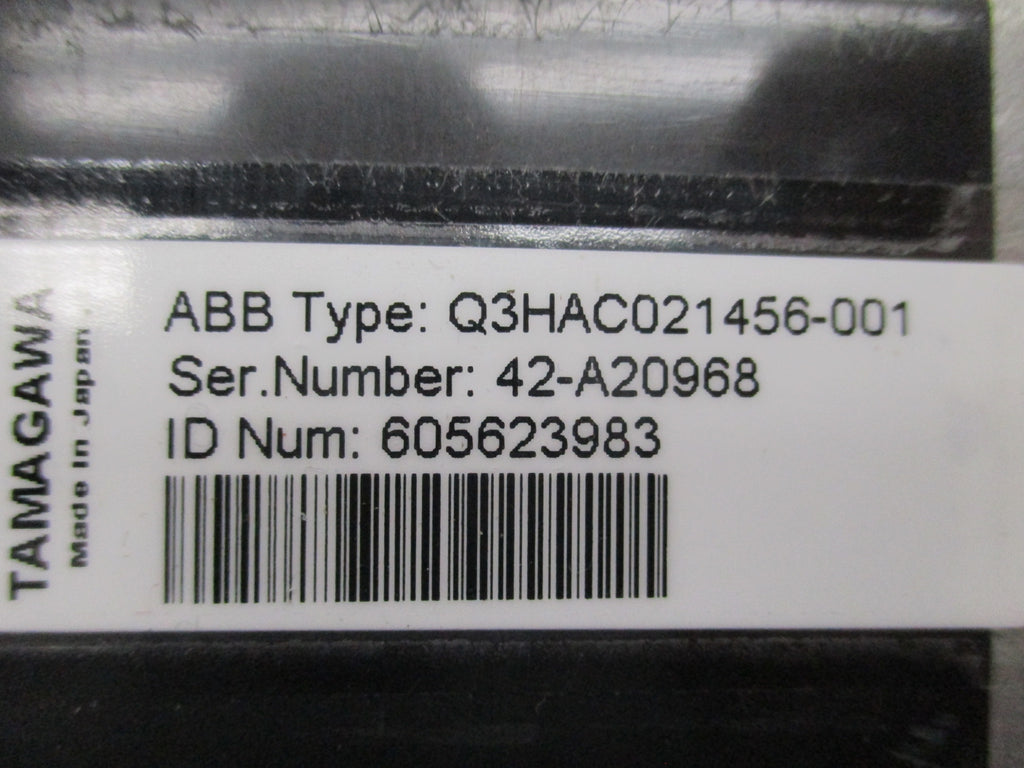 TAMAGAWA
Made In Japan
ABB Type: Q3HAC021456-001
Ser.Number: 42-A20968
ID Num: 605623983